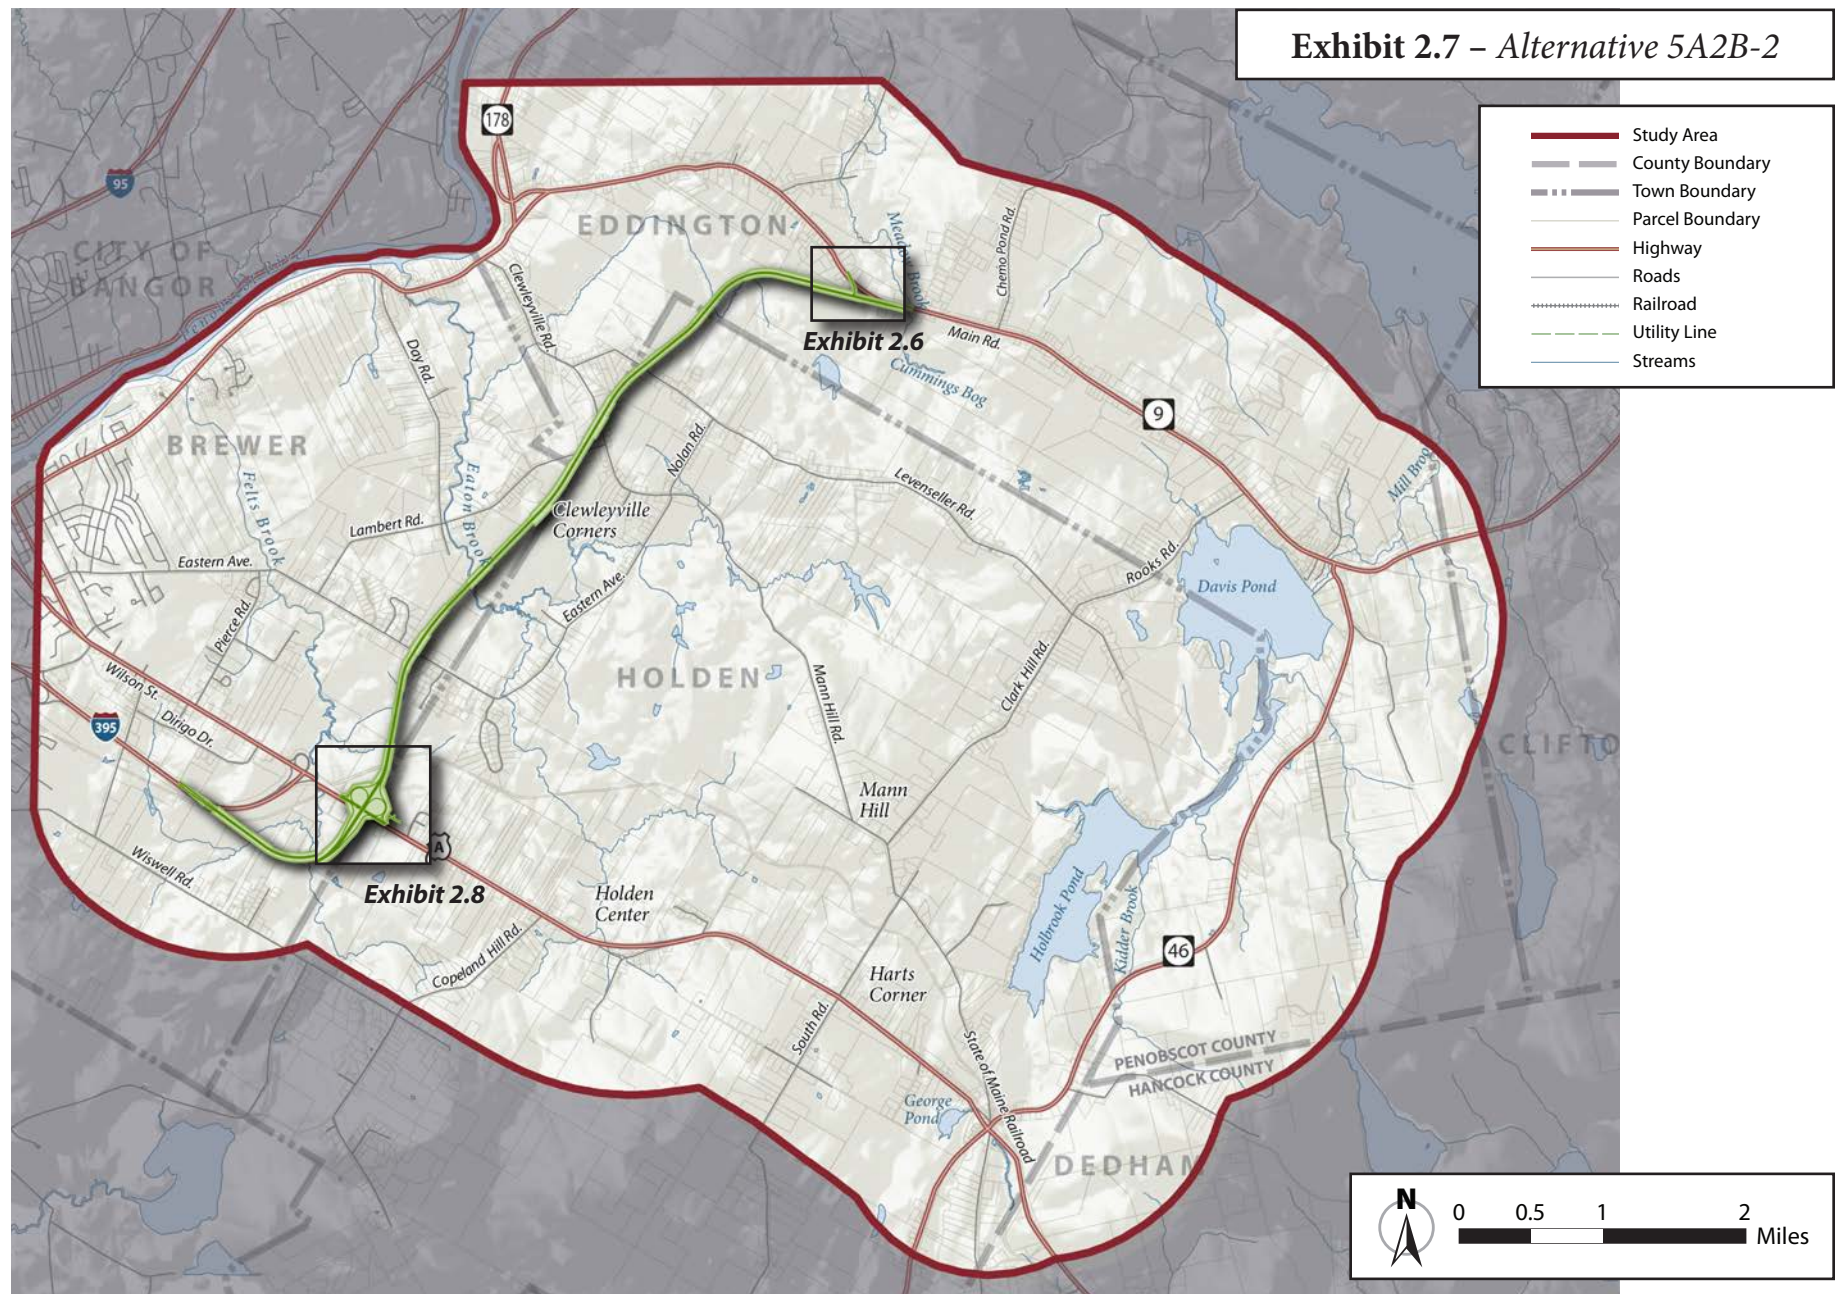 Exhibit 2.7 – Alternative 5A2B-2
Study Area
County Boundary
Town Boundary
Parcel Boundary
Highway
Roads
Railroad
Utility Line
Streams
178
95
CITY OF
BANGOR
EDDINGTON
Meadow Brook
Chemo Pond Rd.
Clewleyville Rd.
Exhibit 2.6
Main Rd.
Cummings Bog
Day Rd.
9
BREWER
Felts Brook
Eaton Brook
Nolan Rd.
Levenseller Rd.
Mill Broo
Clewleyville
Corners
Lambert Rd.
Eastern Ave.
Eastern Ave.
Rooks Rd.
Davis Pond
Pierce Rd.
HOLDEN
Wilson St.
Dirigo Dr.
395
Mann Hill Rd.
Clark Hill Rd.
CLIFTO
Mann
Hill
A
Wiswell Rd.
Exhibit 2.8
Holden
Center
Copeland Hill Rd.
Holbrook Pond
Kidder Brook
46
Harts
Corner
South Rd.
State of Maine Railroad
PENOBSCOT COUNTY
HANCOCK COUNTY
George
Pond
DEDHAM
N
0 0.5 1 2
Miles